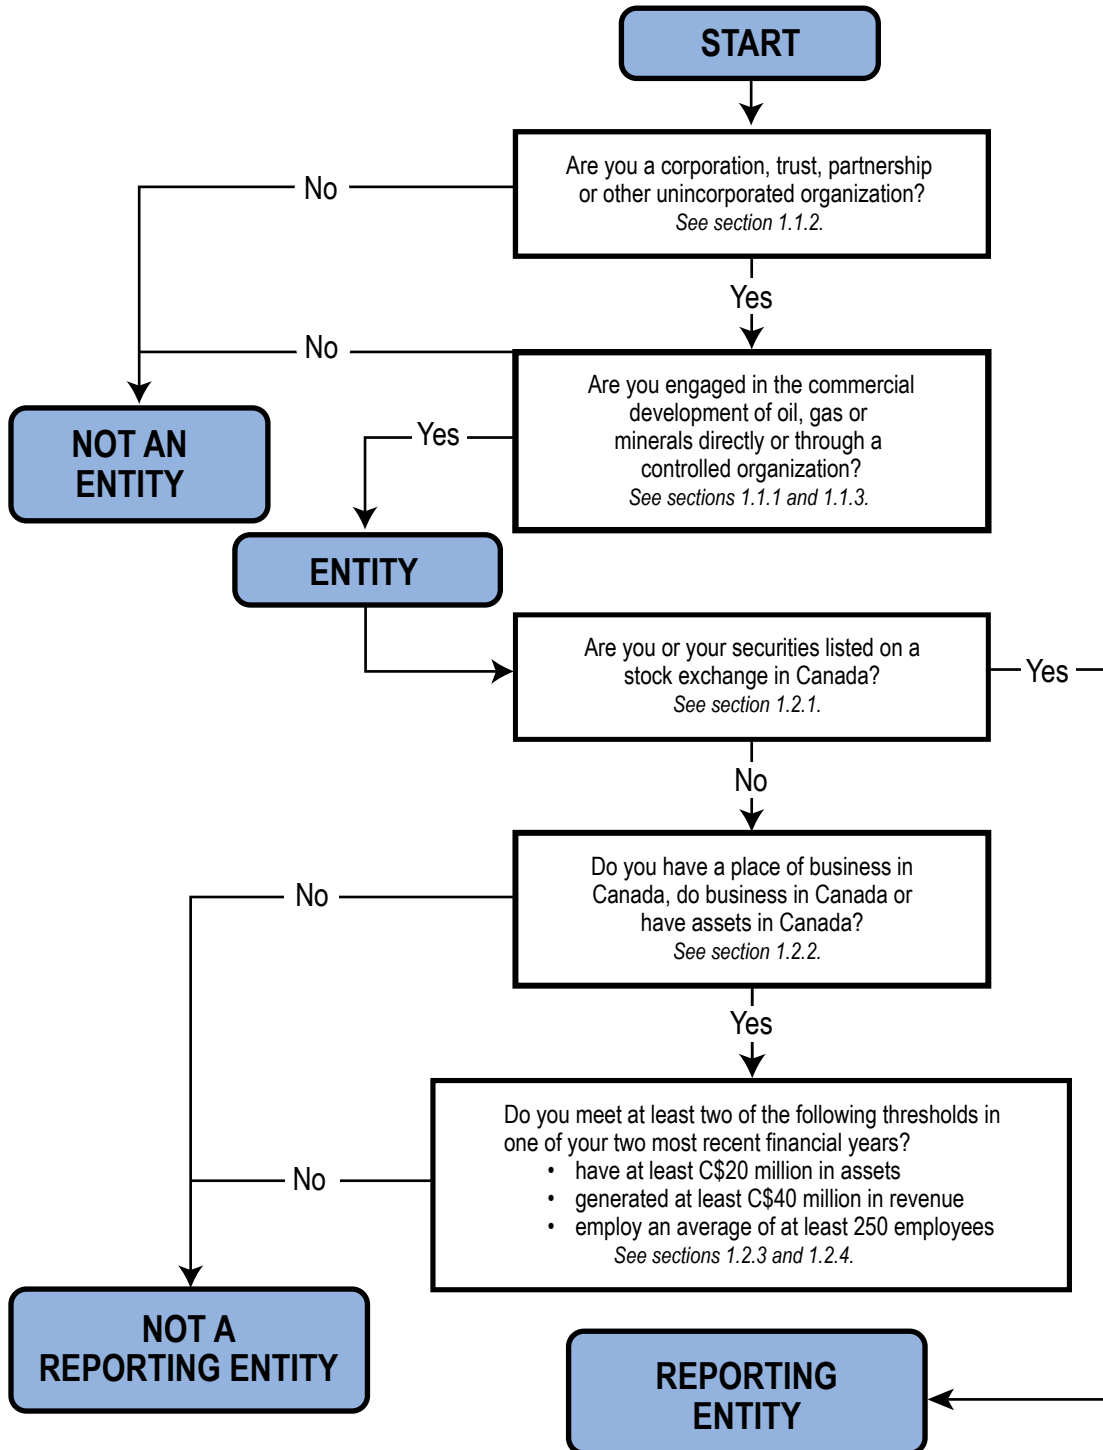 START
Are you a corporation, trust, partnership
or other unincorporated organization?
See section 1.1.2.
No
Yes
No
Are you engaged in the commercial
development of oil, gas or
minerals directly or through a
controlled organization?
See sections 1.1.1 and 1.1.3.
Yes
NOT AN
ENTITY
ENTITY
Are you or your securities listed on a
stock exchange in Canada?
See section 1.2.1.
Yes
No
Do you have a place of business in
Canada, do business in Canada or
have assets in Canada?
See section 1.2.2.
No
Yes
Do you meet at least two of the following thresholds in
one of your two most recent financial years?
• have at least C$20 million in assets
• generated at least C$40 million in revenue
• employ an average of at least 250 employees
See sections 1.2.3 and 1.2.4.
No
NOT A
REPORTING ENTITY
REPORTING
ENTITY